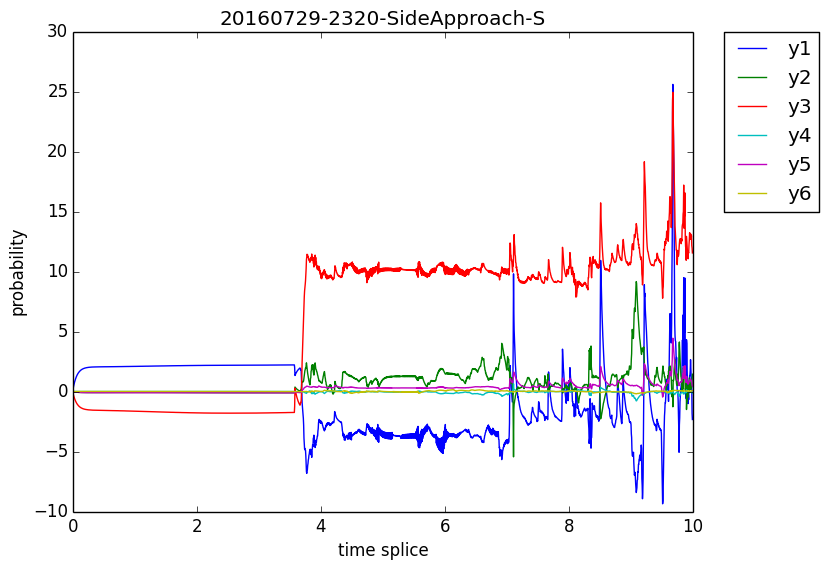 20160729-2320-SideApproach-S
30
25
20
15
10
5
0
−5
−10
probability
0 2 4 6 8 10
time splice
y1
y2
y3
y4
y5
y6